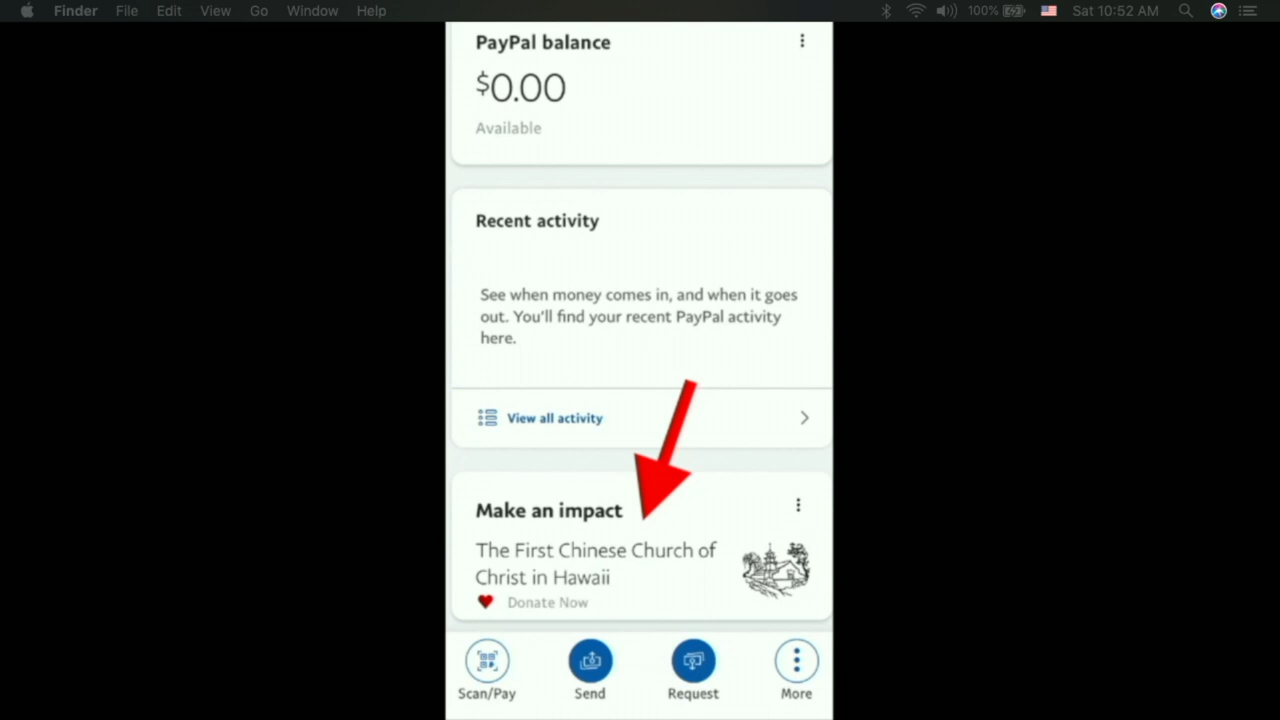 Finder File Edit View Go Window Help 100% Sat 10:52 AM
PayPal balance
$0.00
Available
Recent activity
See when money comes in, and when it goes
out. You'll find your recent PayPal activity
here.
View all activity
Make an impact
The First Chinese Church of
Christ in Hawaii
Donate Now
Scan/Pay Send Request More